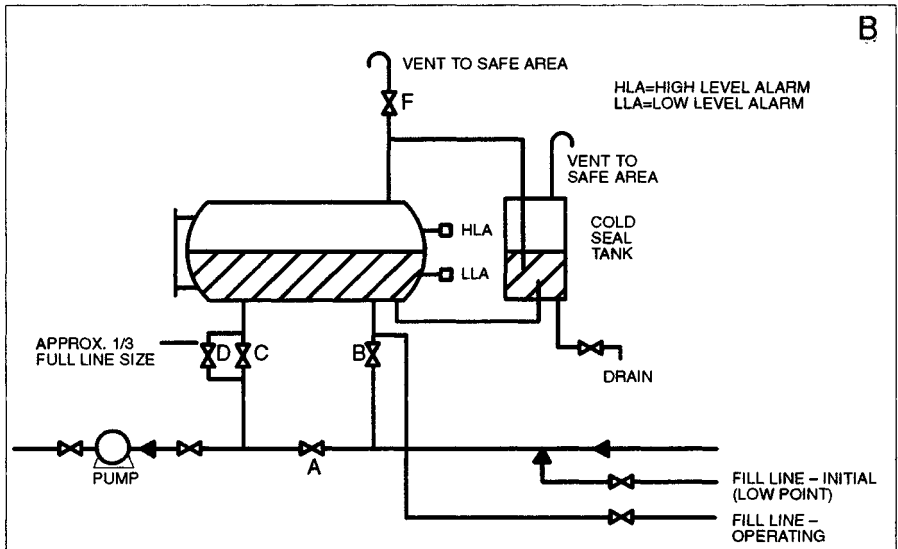 B
VENT TO SAFE AREA
HLA=HIGH LEVEL ALARM
LLA=LOW LEVEL ALARM
F
VENT TO
SAFE AREA
HLA
COLD
SEAL
TANK
LLA
APPROX. 1/3
FULL LINE SIZE
D
C
B
DRAIN
A
PUMP
FILL LINE – INITIAL
(LOW POINT)
FILL LINE –
OPERATING